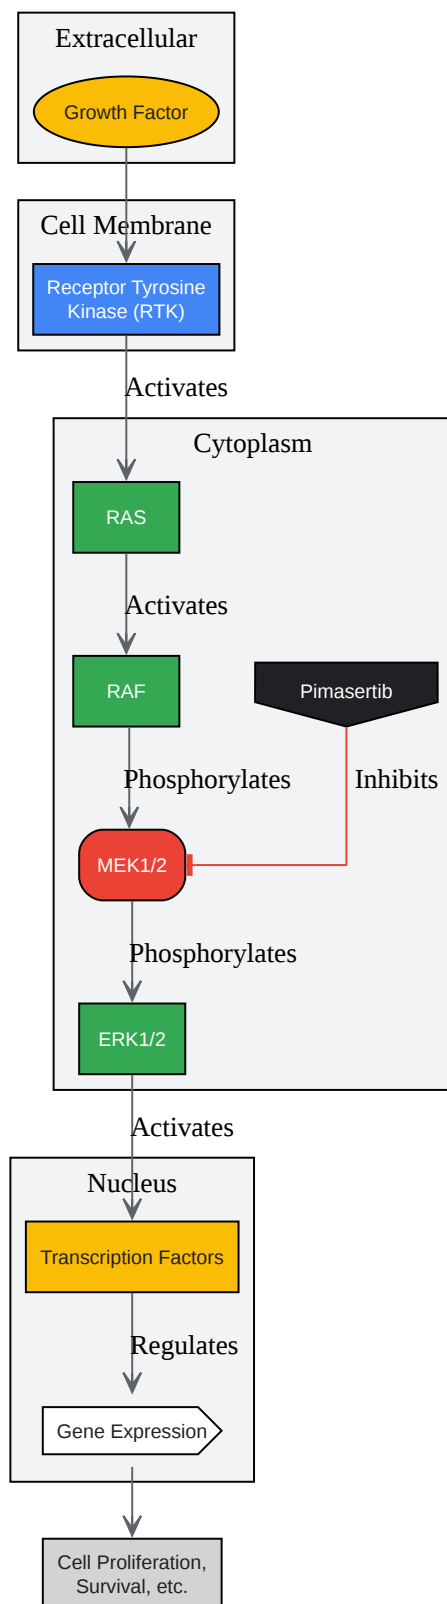 Extracellular
Growth Factor
Cell Membrane
Receptor Tyrosine
Kinase (RTK)
Activates
Cytoplasm
RAS
Activates
RAF
Pimasertib
Phosphorylates
Inhibits
MEK1/2
Phosphorylates
ERK1/2
Activates
Nucleus
Transcription Factors
Regulates
Gene Expression
Cell Proliferation,
Survival, etc.